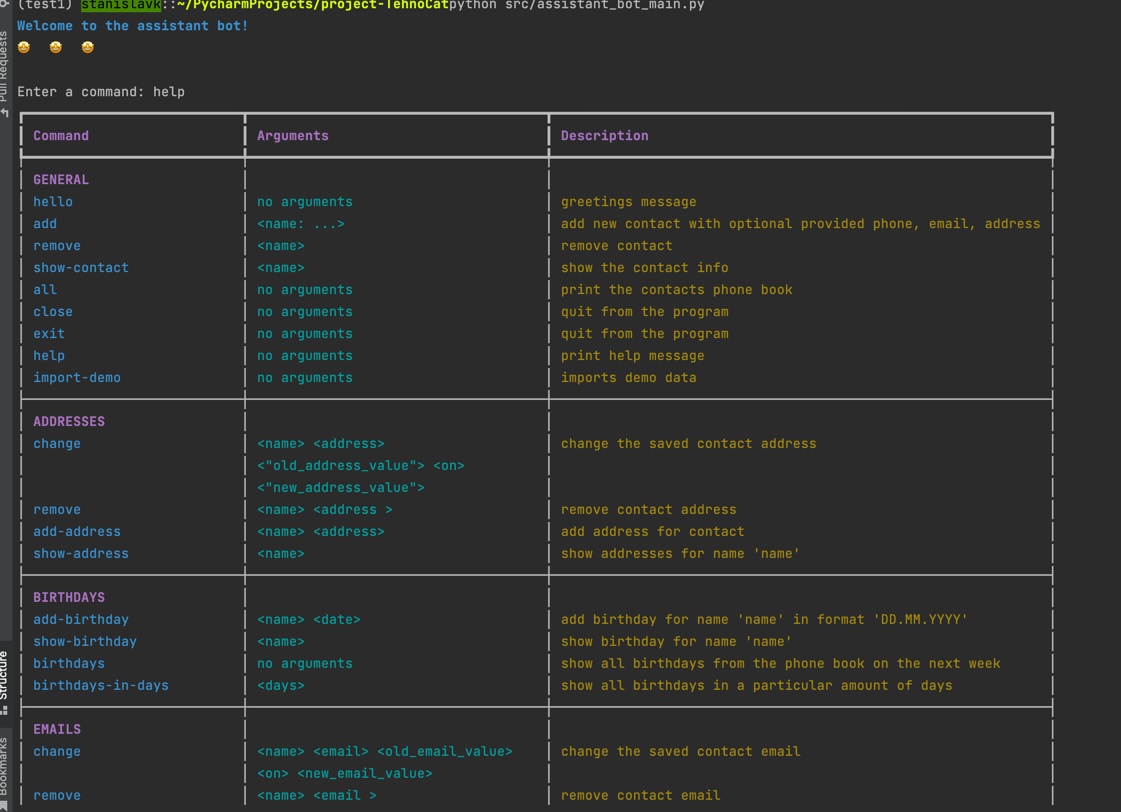 (test1) stanislavk::~/PycharmProjects/project-TehnoCatpython src/assistant_bot_main.py
Welcome to the assistant bot!
Enter a command: help
Command Arguments Description
GENERAL
hello no arguments greetings message
add <name: ...> add new contact with optional provided phone, email, address
remove <name> remove contact
show-contact <name> show the contact info
all no arguments print the contacts phone book
close no arguments quit from the program
exit no arguments quit from the program
help no arguments print help message
import-demo no arguments imports demo data
ADDRESSES
change <name> <address> change the saved contact address
<"old_address_value"> <on>
<"new_address_value">
remove <name> <address > remove contact address
add-address <name> <address> add address for contact
show-address <name> show addresses for name 'name'
BIRTHDAYS
add-birthday <name> <date> add birthday for name 'name' in format 'DD.MM.YYYY'
show-birthday <name> show birthday for name 'name'
birthdays no arguments show all birthdays from the phone book on the next week
birthdays-in-days <days> show all birthdays in a particular amount of days
EMAILS
change <name> <email> <old_email_value> change the saved contact email
<on> <new_email_value>
remove <name> <email > remove contact email
Pull Requests
Structure
Bookmarks